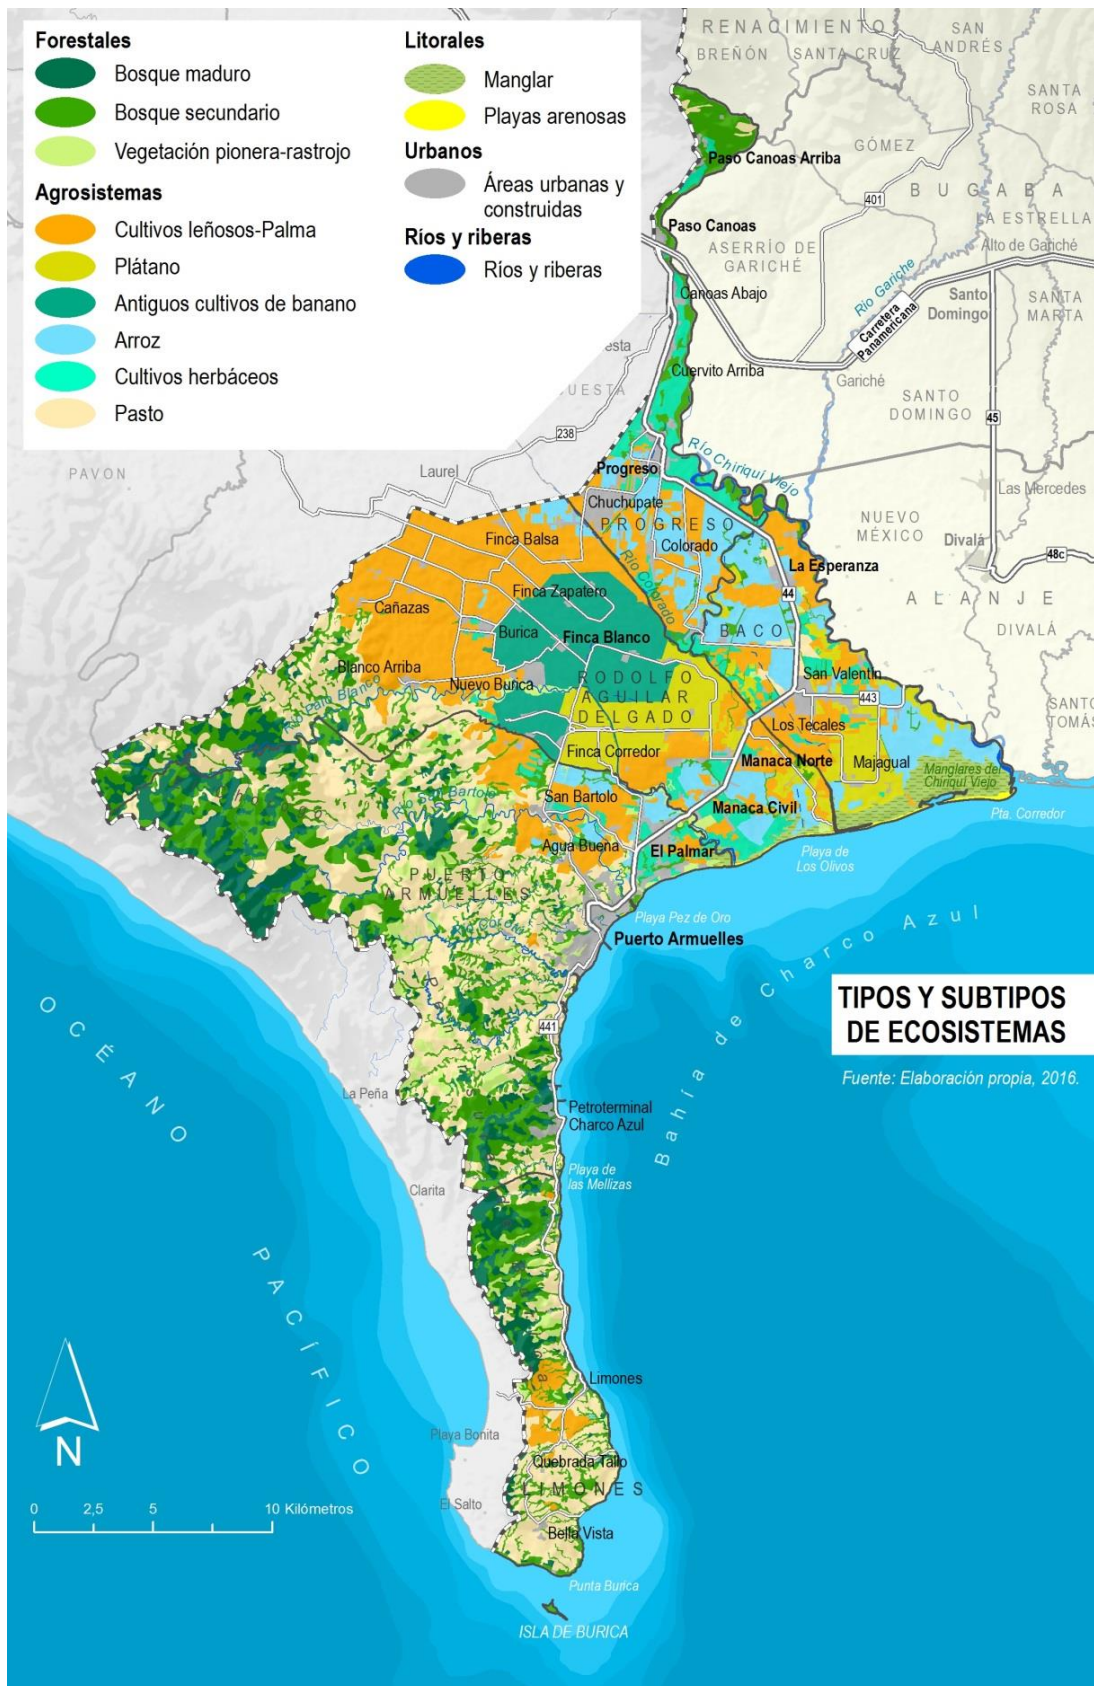 Forestales
Bosque maduro
Bosque secundario
Vegetación pionera-rastrojo
Agrosistemas
Cultivos leñosos-Palma
Plátano
Antiguos cultivos de banano
Arroz
Cultivos herbáceos
Pasto
Litorales
Manglar
Playas arenosas
Urbanos
Áreas urbanas y
construidas
Ríos y riberas
Ríos y riberas
RENACIMIENTO
BREÑÓN
SANTA CRUZ
SAN
ANDRÉS
SANTA
ROSA
GÓMEZ
BUGABA
401
LA ESTRELLA
Alto de Gariché
Paso Canoas Arriba
Paso Canoas
ASERRÍO DE
GARICHÉ
Canoas Abajo
Río Gariche
Carretera
Panamericana
Santo
Domingo
SANTA
MARTA
Cuervito Arriba
Gariché
SANTO
DOMINGO
45
238
PAVON
Laurel
Progreso
Río Chiriquí Viejo
Las Mercedes
Chuchupate
PROGRESO
NUEVO
MÉXICO
Finca Balsa
Colorado
Divalá
48c
La Esperanza
Río Colorado
Finca Zapatero
44
ALANJE
Cañazas
Burica
Finca Blanco
BACO
DIVALÁ
Blanco Arriba
Nuevo Burica
RODOLFO
AGUILAR
DELGADO
San Valentín
443
SANTO
TOMÁS
Los Tecales
Finca Corredor
Manaca Norte
Majagual
Manglares del
Chiriquí Viejo
Río San Bartolo
San Bartolo
Manaca Civil
Pta. Corredor
Agua Buena
El Palmar
Playa de
Los Olivos
PUERTO
ARMUELLES
Playa Pez de Oro
Puerto Armuelles
Bahía de Charco Azul
TIPOS Y SUBTIPOS
DE ECOSISTEMAS
Fuente: Elaboración propia, 2016.
441
OCÉANO PACÍFICO
La Peña
Petroterminal
Charco Azul
Playa de
las Mellizas
Clarita
Limones
Playa Bonita
Quebrada Tallo
LIMONES
El Salto
Bella Vista
Punta Burica
ISLA DE BURICA
N
0 2,5 5 10 Kilómetros